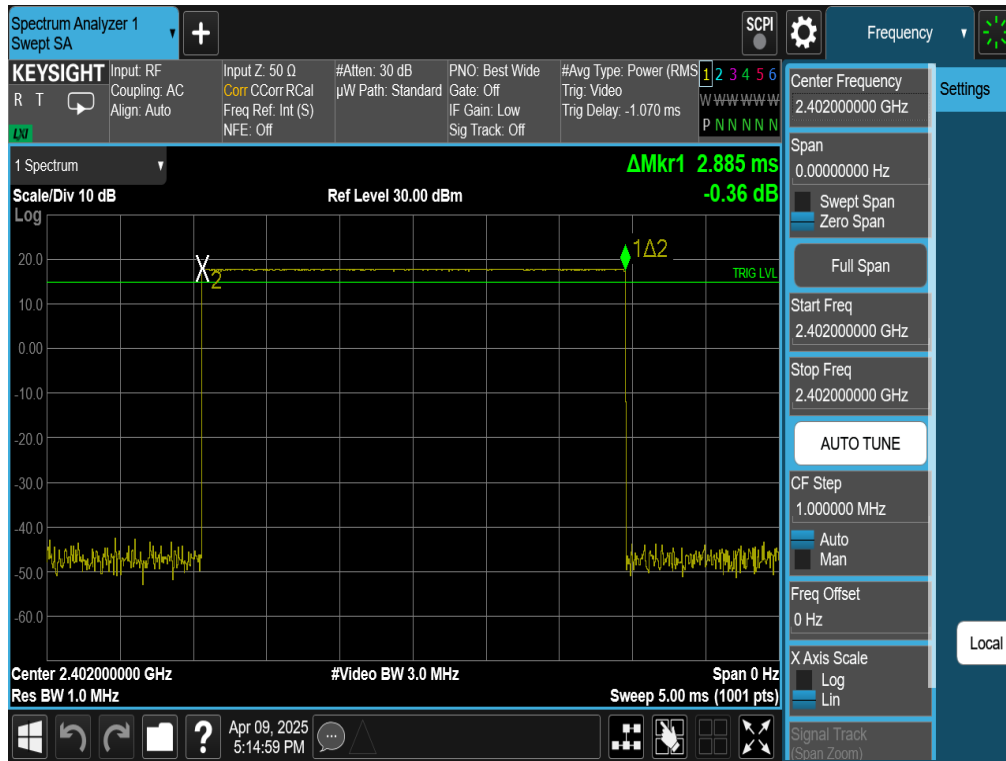 Spectrum Analyzer 1
Swept SA
+
SCPI
Frequency
KEYSIGHT
R T
LXI
Input: RF
Coupling: AC
Align: Auto
Input Z: 50 Ω
Corr CCorr RCal
Freq Ref: Int (S)
NFE: Off
#Atten: 30 dB
µW Path: Standard
PNO: Best Wide
Gate: Off
IF Gain: Low
Sig Track: Off
#Avg Type: Power (RMS
Trig: Video
Trig Delay: -1.070 ms
1 2 3 4 5 6
W W W W W W
P N N N N N
1 Spectrum
ΔMkr1 2.885 ms
-0.36 dB
Scale/Div 10 dB
Ref Level 30.00 dBm
Log
20.0
10.0
0.00
-10.0
-20.0
-30.0
-40.0
-50.0
-60.0
X
2
1Δ2
TRIG LVL
Center 2.402000000 GHz
#Video BW 3.0 MHz
Span 0 Hz
Res BW 1.0 MHz
Sweep 5.00 ms (1001 pts)
?
Apr 09, 2025
5:14:59 PM
Center Frequency
2.402000000 GHz
Span
0.00000000 Hz
Swept Span
Zero Span
Full Span
Start Freq
2.402000000 GHz
Stop Freq
2.402000000 GHz
AUTO TUNE
CF Step
1.000000 MHz
Auto
Man
Freq Offset
0 Hz
X Axis Scale
Log
Lin
Signal Track
(Span Zoom)
Settings
Local